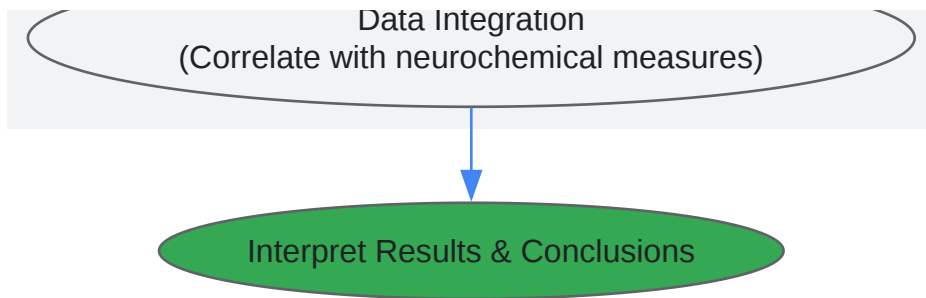 Data Integration
(Correlate with neurochemical measures)
Interpret Results & Conclusions